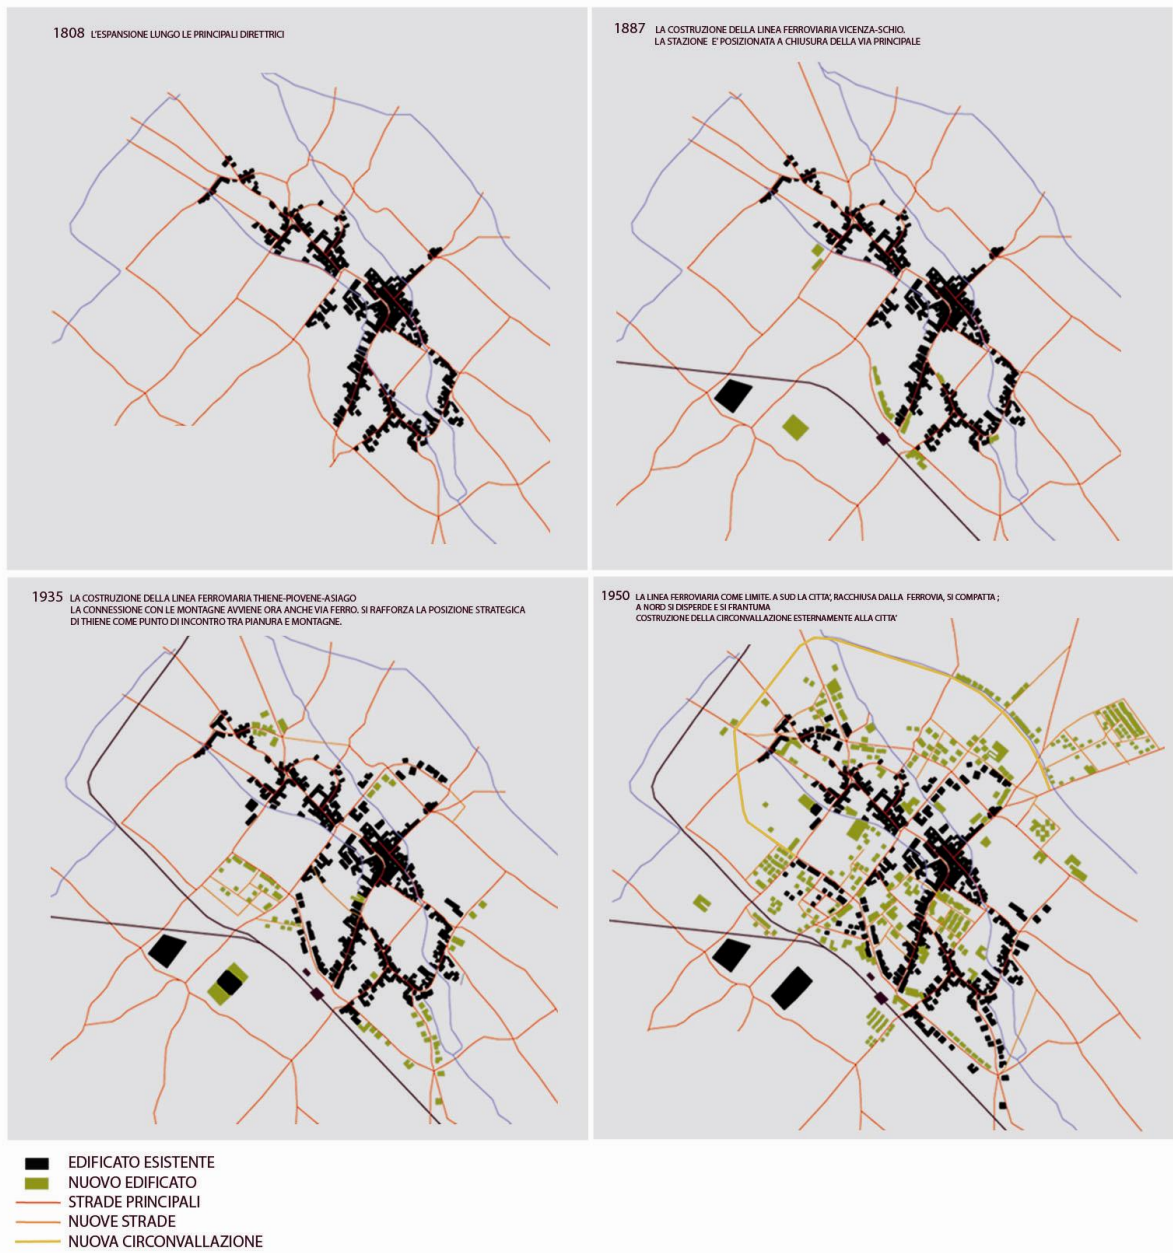 1808 L'ESPANSIONE LUNGO LE PRINCIPALI DIRETTRICI
1887 LA COSTRUZIONE DELLA LINEA FERROVIARIA VICENZA-SCHIO.
LA STAZIONE E' POSIZIONATA A CHIUSURA DELLA VIA PRINCIPALE
1935 LA COSTRUZIONE DELLA LINEA FERROVIARIA THIENE-PIOVENE-ASIAGO
LA CONNESSIONE CON LE MONTAGNE AVVIENE ORA ANCHE VIA FERRO. SI RAFFORZA LA POSIZIONE STRATEGICA
DI THIENE COME PUNTO DI INCONTRO TRA PIANURA E MONTAGNE.
1950 LA LINEA FERROVIARIA COME LIMITE. A SUD LA CITTA', RACCHIUSA DALLA FERROVIA, SI COMPATTA ;
A NORD SI DISPERDE E SI FRANTUMA
COSTRUZIONE DELLA CIRCONVALLAZIONE ESTERNAMENTE ALLA CITTA'
EDIFICATO ESISTENTE
NUOVO EDIFICATO
STRADE PRINCIPALI
NUOVE STRADE
NUOVA CIRCONVALLAZIONE